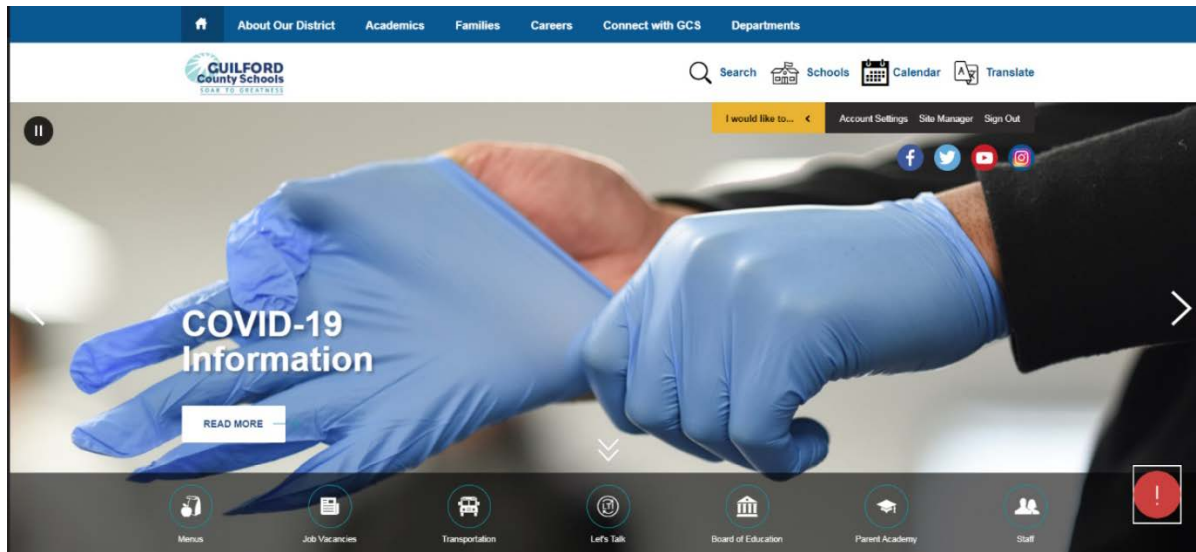 About Our District Academics Families Careers Connect with GCS Departments
GUILFORD
County Schools
SOAR TO GREATNESS
Search Schools Calendar Translate
I would like to... Account Settings Site Manager Sign Out
COVID-19
Information
READ MORE
Menus Job Vacancies Transportation Let's Talk Board of Education Parent Academy Staff